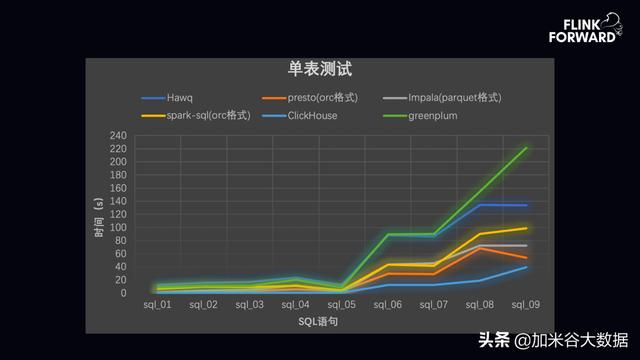 FLINK
FORWARD
单表测试
Hawq
presto(orc格式)
Impala(parquet格式)
spark-sql(orc格式)
ClickHouse
greenplum
240
220
200
180
160
140
120
100
80
60
40
20
0
时间（s）
sql_01
sql_02
sql_03
sql_04
sql_05
sql_06
sql_07
sql_08
sql_09
SQL语句
头条 @加米谷大数据